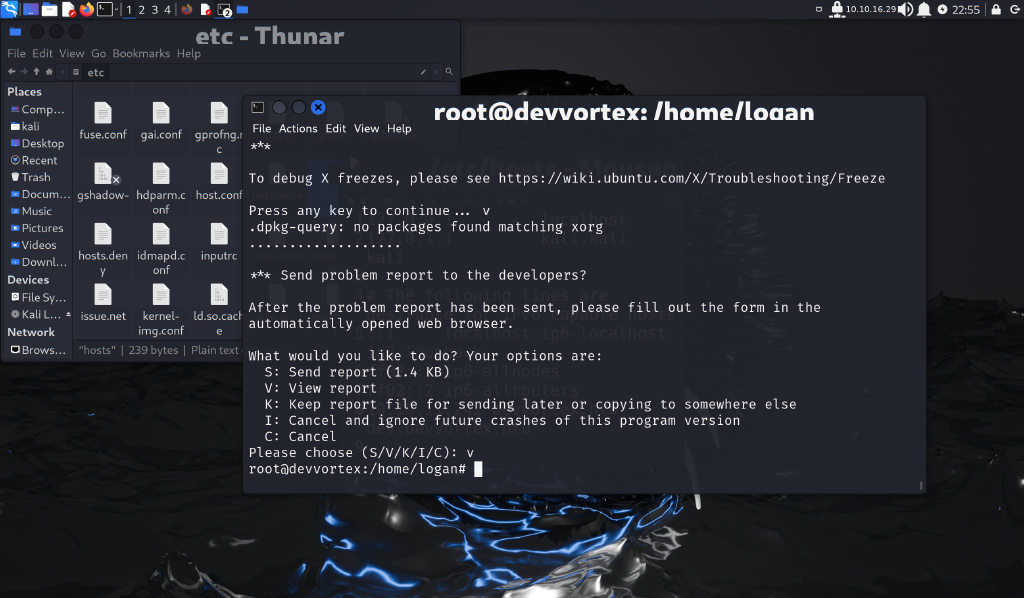 1 2 3 4
2
10.10.16.29
22:55
etc - Thunar
File Edit View Go Bookmarks Help
etc
Places
Comp...
kali
Desktop
Recent
Trash
Docum...
Music
Pictures
Videos
Downl...
Devices
File Sy...
Kali L...
Network
Brows...
fuse.conf
gai.conf
gprofng.r
c
gshadow-
hdparm.c
onf
host.conf
hosts.den
y
idmapd.c
onf
inputrc
issue.net
kernel-
img.conf
ld.so.cach
e
"hosts" | 239 bytes | Plain text
root@devvortex: /home/logan
File Actions Edit View Help
***
To debug X freezes, please see https://wiki.ubuntu.com/X/Troubleshooting/Freeze
Press any key to continue... v
.dpkg-query: no packages found matching xorg
...................
*** Send problem report to the developers?
After the problem report has been sent, please fill out the form in the
automatically opened web browser.
What would you like to do? Your options are:
S: Send report (1.4 KB)
V: View report
K: Keep report file for sending later or copying to somewhere else
I: Cancel and ignore future crashes of this program version
C: Cancel
Please choose (S/V/K/I/C): v
root@devvortex:/home/logan#